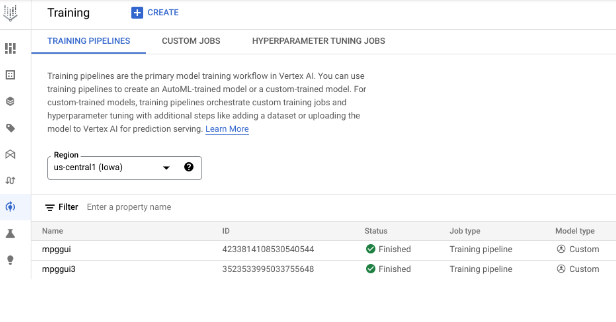 Training
CREATE
TRAINING PIPELINES CUSTOM JOBS HYPERPARAMETER TUNING JOBS
Training pipelines are the primary model training workflow in Vertex AI. You can use
training pipelines to create an AutoML-trained model or a custom-trained model. For
custom-trained models, training pipelines orchestrate custom training jobs and
hyperparameter tuning with additional steps like adding a dataset or uploading the
model to Vertex AI for prediction serving. Learn More
Region
us-central1 (Iowa)
Filter Enter a property name
Name ID Status Job type Model type
mpggui 4233814108530540544 Finished Training pipeline Custom
mpggui3 3523533995033755648 Finished Training pipeline Custom